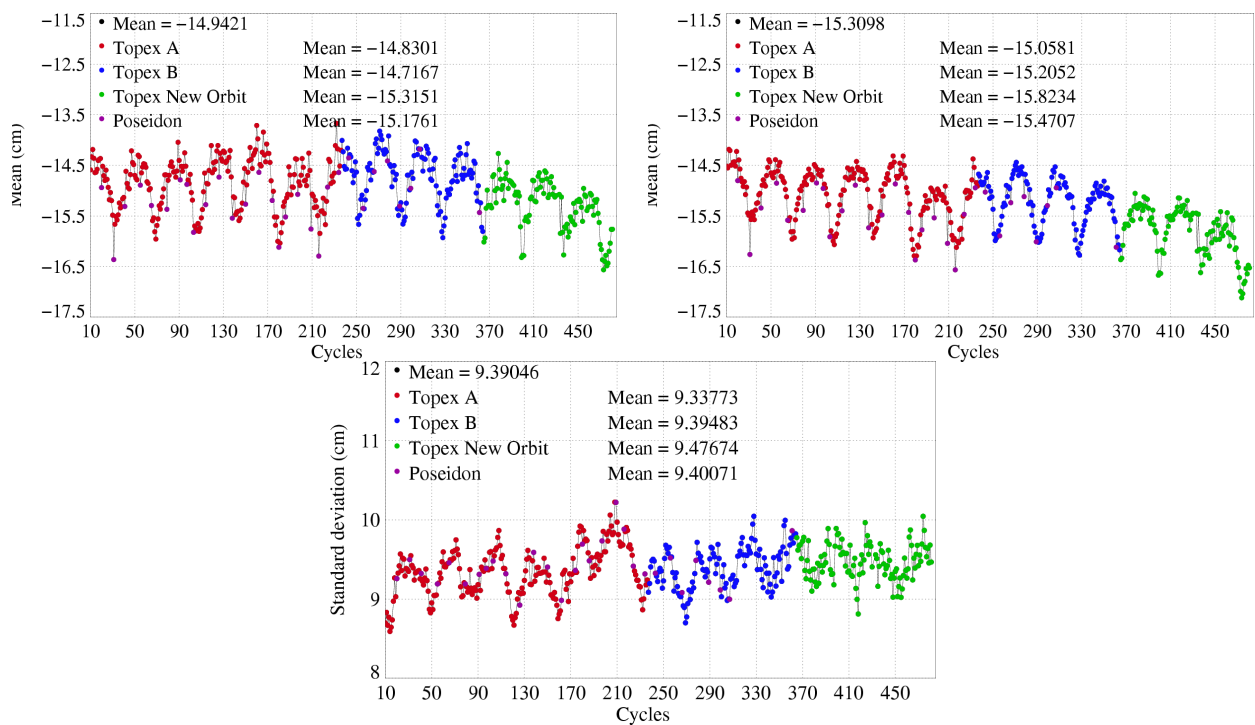 −11.5
−12.5
−13.5
−14.5
−15.5
−16.5
−17.5
Mean (cm)
Mean = −14.9421
Topex A Mean = −14.8301
Topex B Mean = −14.7167
Topex New Orbit Mean = −15.3151
Poseidon Mean = −15.1761
10 50 90 130 170 210 250 290 330 370 410 450
Cycles
−11.5
−12.5
−13.5
−14.5
−15.5
−16.5
−17.5
Mean (cm)
Mean = −15.3098
Topex A Mean = −15.0581
Topex B Mean = −15.2052
Topex New Orbit Mean = −15.8234
Poseidon Mean = −15.4707
10 50 90 130 170 210 250 290 330 370 410 450
Cycles
12
11
10
9
8
Standard deviation (cm)
Mean = 9.39046
Topex A Mean = 9.33773
Topex B Mean = 9.39483
Topex New Orbit Mean = 9.47674
Poseidon Mean = 9.40071
10 50 90 130 170 210 250 290 330 370 410 450
Cycles